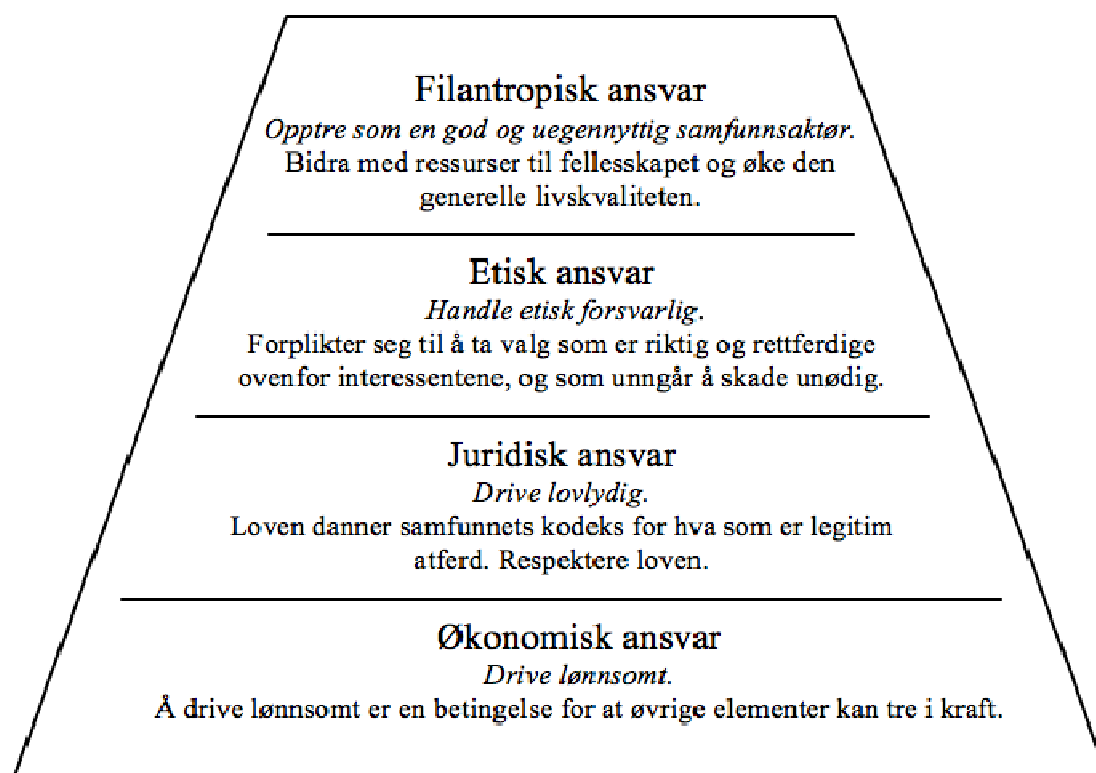 Filantropisk ansvar
Opptre som en god og uegennyttig samfunnsaktør.
Bidra med ressurser til fellesskapet og øke den
generelle livskvaliteten.
Etisk ansvar
Handle etisk forsvarlig.
Forplikter seg til å ta valg som er riktig og rettferdige
ovenfor interessentene, og som unngår å skade unødig.
Juridisk ansvar
Drive lovlydig.
Loven danner samfunnets kodeks for hva som er legitim
atferd. Respektere loven.
Økonomisk ansvar
Drive lønnsomt.
Å drive lønnsomt er en betingelse for at øvrige elementer kan tre i kraft.